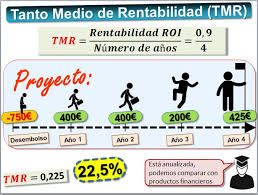 Tanto Medio de Rentabilidad (TMR)
TMR = Rentabilidad ROI / Número de años = 0,9 / 4
Proyecto:
-750€ 400€ 400€ 200€ 425€
Desembolso Año 1 Año 2 Año 3 Año 4
TMR = 0,225 22,5%
Está anualizada,
podemos comparar con
productos financieros